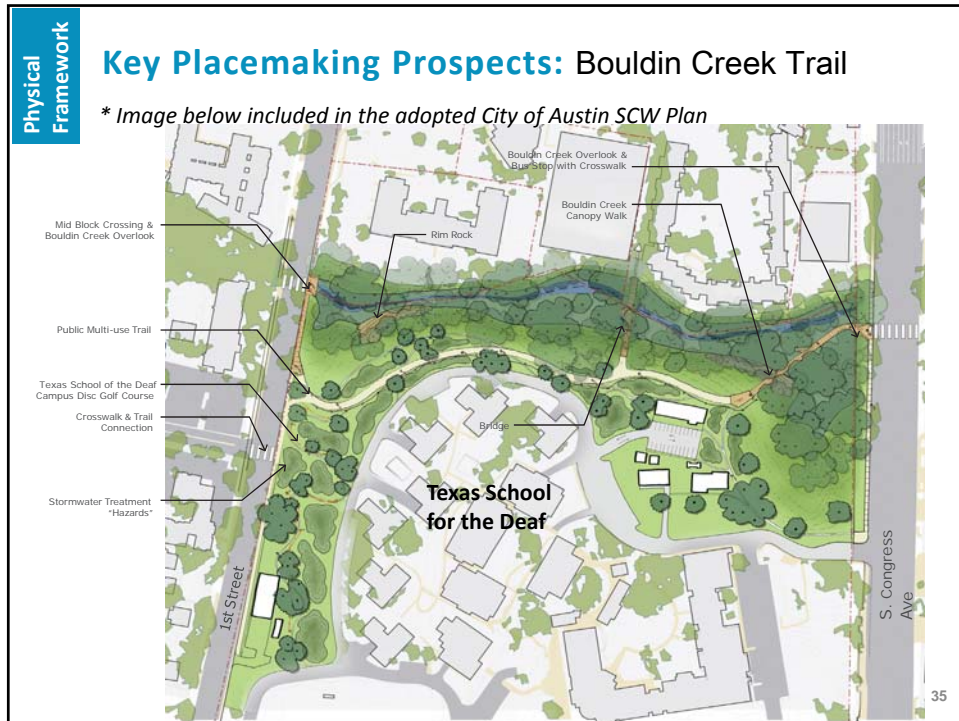 Physical
Framework
Key Placemaking Prospects: Bouldin Creek Trail
* Image below included in the adopted City of Austin SCW Plan
Bouldin Creek Overlook &
Bus Stop with Crosswalk
Bouldin Creek
Canopy Walk
Mid Block Crossing &
Bouldin Creek Overlook
Rim Rock
Public Multi-use Trail
Texas School of the Deaf
Campus Disc Golf Course
Crosswalk & Trail
Connection
Bridge
Stormwater Treatment
"Hazards"
Texas School
for the Deaf
1st Street
S. Congress
Ave
35